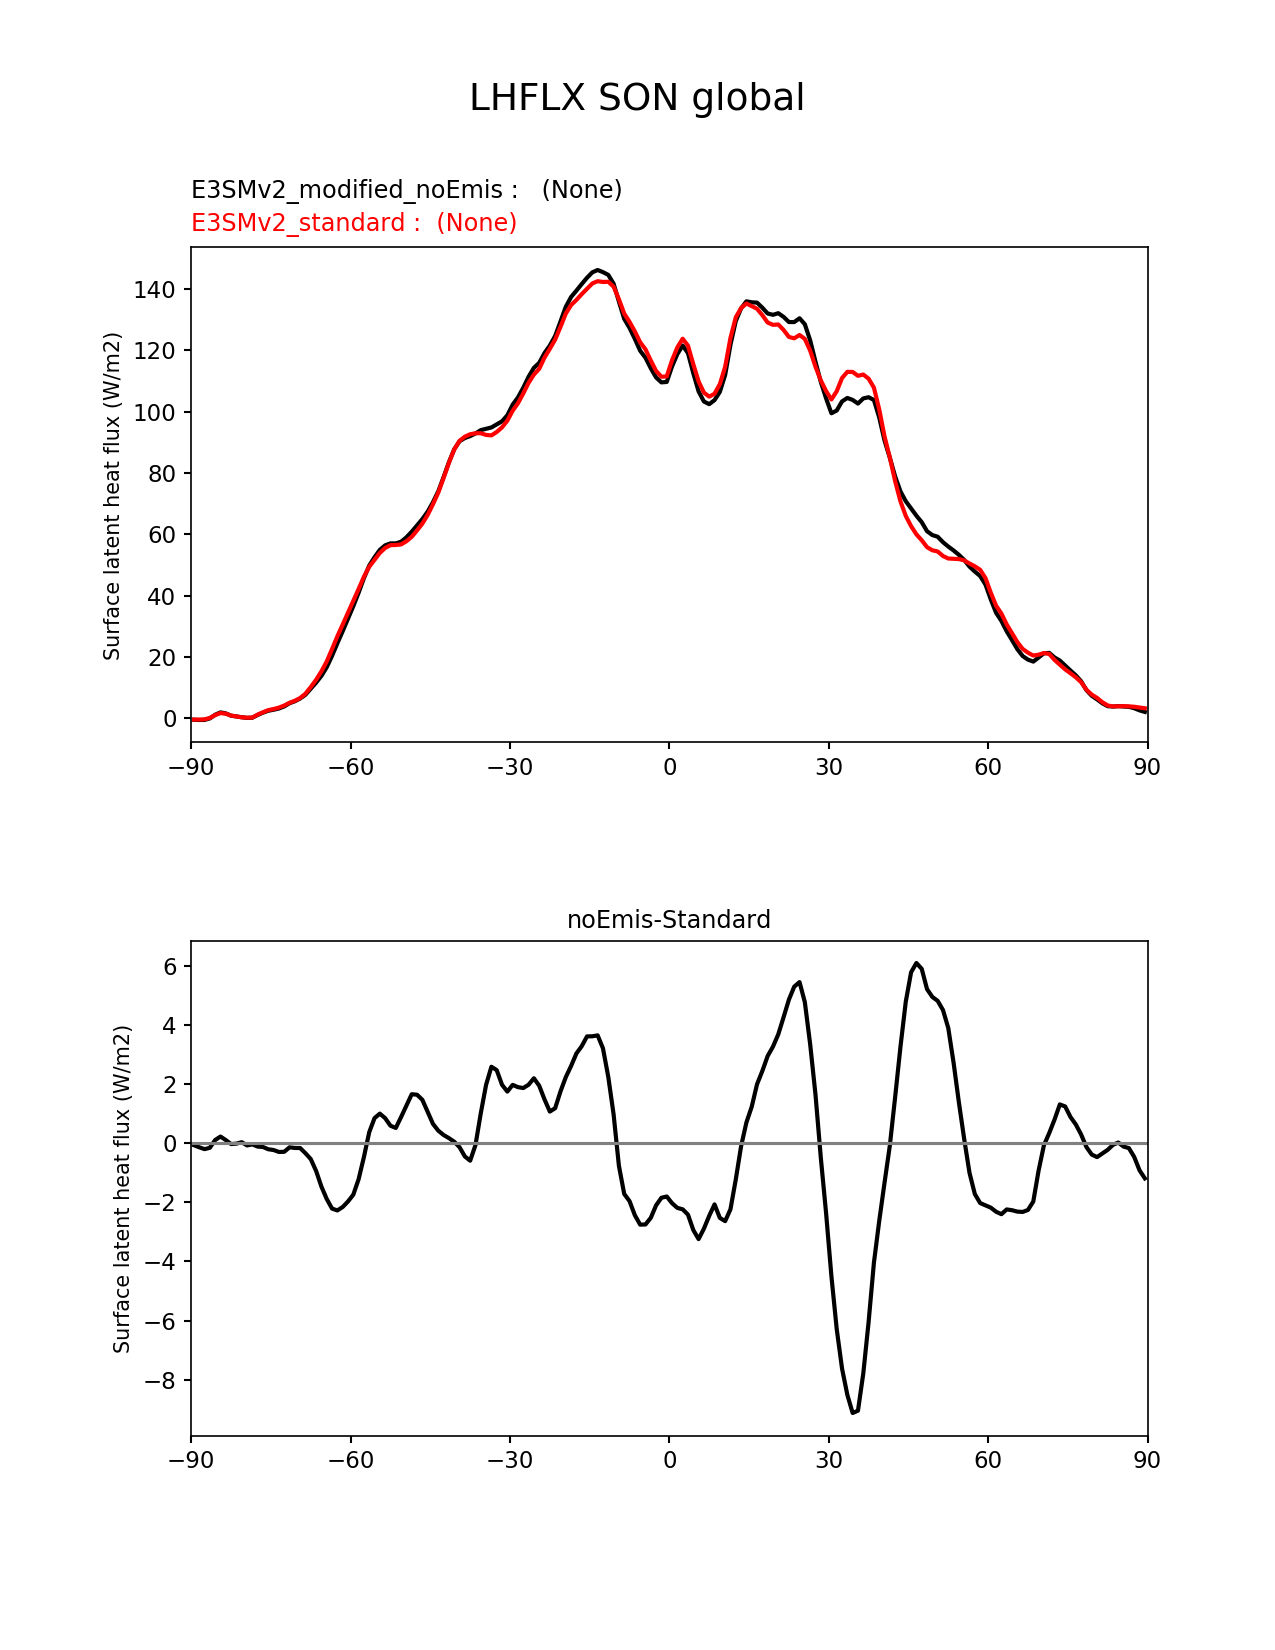 LHFLX SON global
E3SMv2_modified_noEmis :   (None)
E3SMv2_standard :  (None)
Surface latent heat flux (W/m2)
140
120
100
80
60
40
20
0
−90 −60 −30 0 30 60 90
noEmis-Standard
Surface latent heat flux (W/m2)
6
4
2
0
−2
−4
−6
−8
−90 −60 −30 0 30 60 90